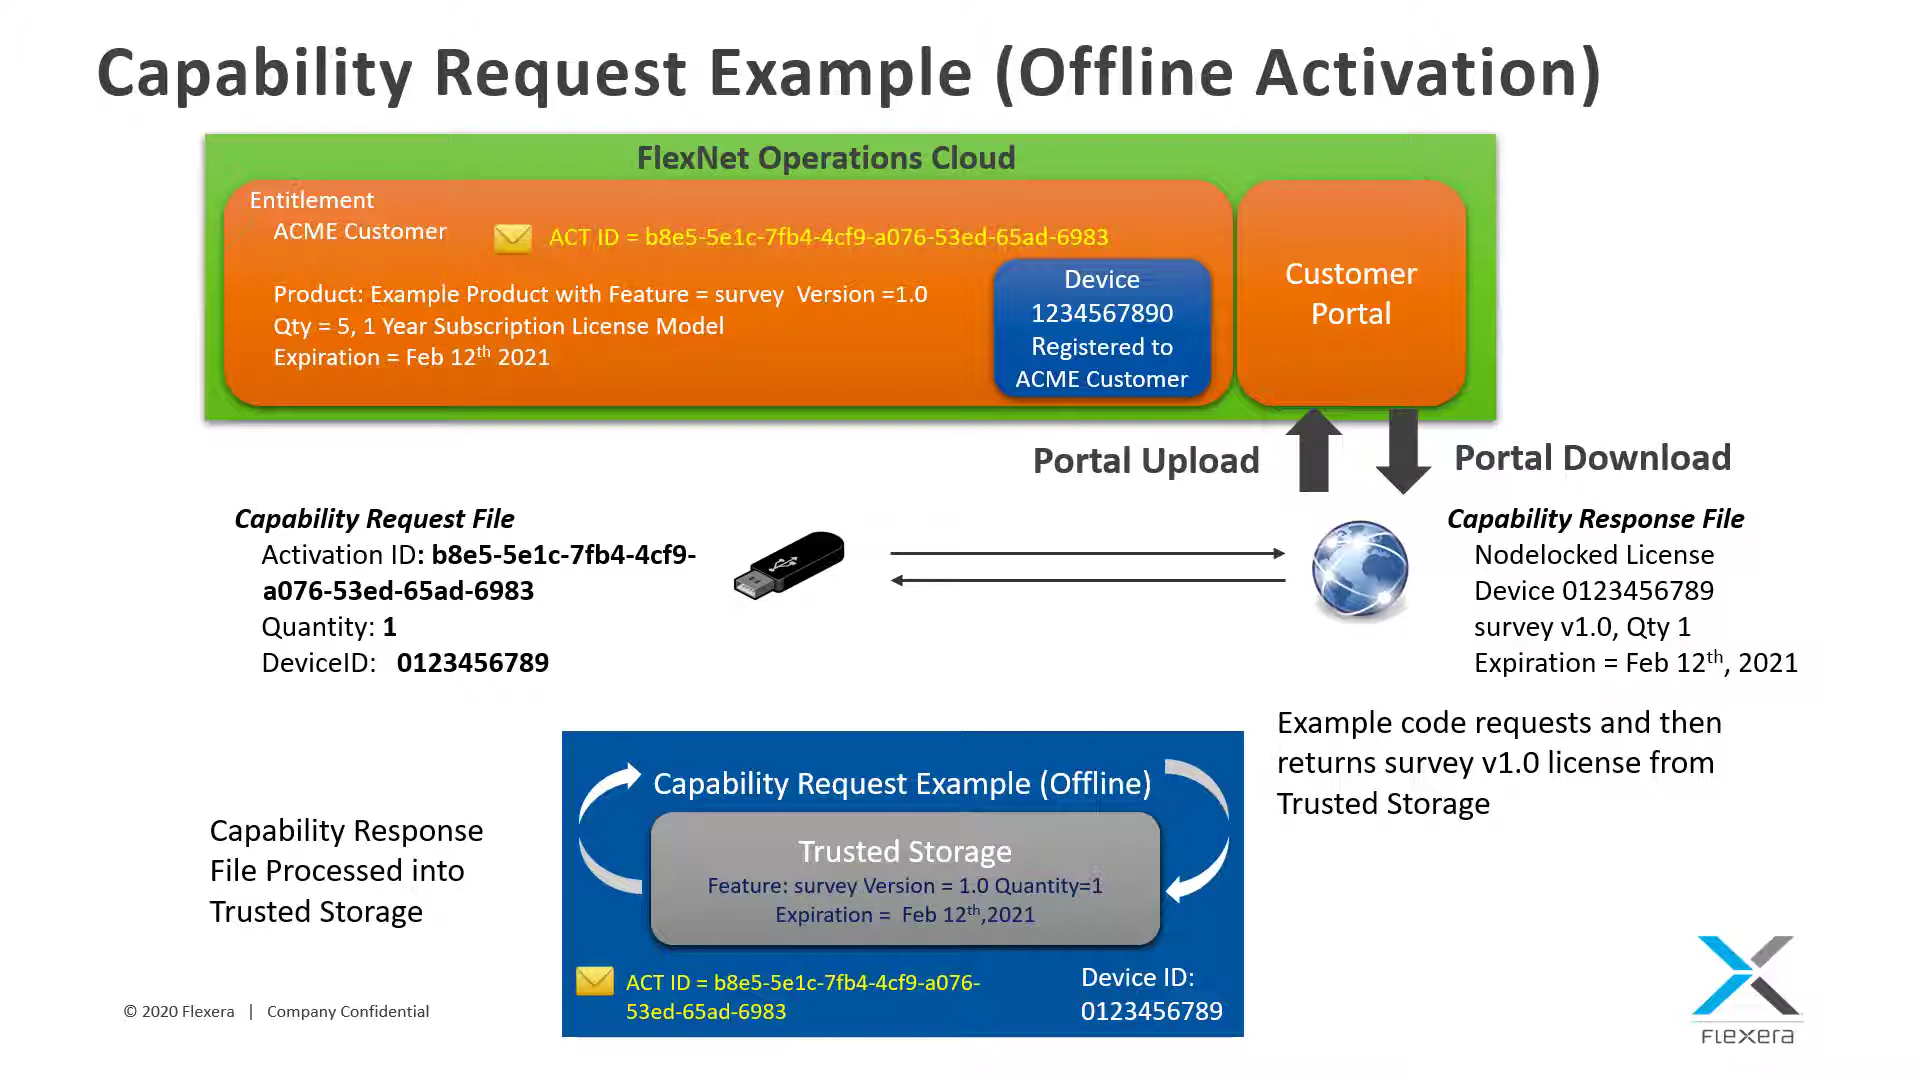 Capability Request Example (Offline Activation)
FlexNet Operations Cloud
Entitlement
ACME Customer
ACT ID = b8e5-5e1c-7fb4-4cf9-a076-53ed-65ad-6983
Product: Example Product with Feature = survey  Version =1.0
Qty = 5, 1 Year Subscription License Model
Expiration = Feb 12th 2021
Device
1234567890
Registered to
ACME Customer
Customer
Portal
Portal Upload
Portal Download
Capability Request File
Activation ID: b8e5-5e1c-7fb4-4cf9-
a076-53ed-65ad-6983
Quantity: 1
DeviceID:  0123456789
Capability Response File
Nodelocked License
Device 0123456789
survey v1.0, Qty 1
Expiration = Feb 12th, 2021
Example code requests and then
returns survey v1.0 license from
Trusted Storage
Capability Response
File Processed into
Trusted Storage
Capability Request Example (Offline)
Trusted Storage
Feature: survey Version = 1.0 Quantity=1
Expiration =  Feb 12th,2021
ACT ID = b8e5-5e1c-7fb4-4cf9-a076-
53ed-65ad-6983
Device ID:
0123456789
© 2020 Flexera | Company Confidential
FLEXERA